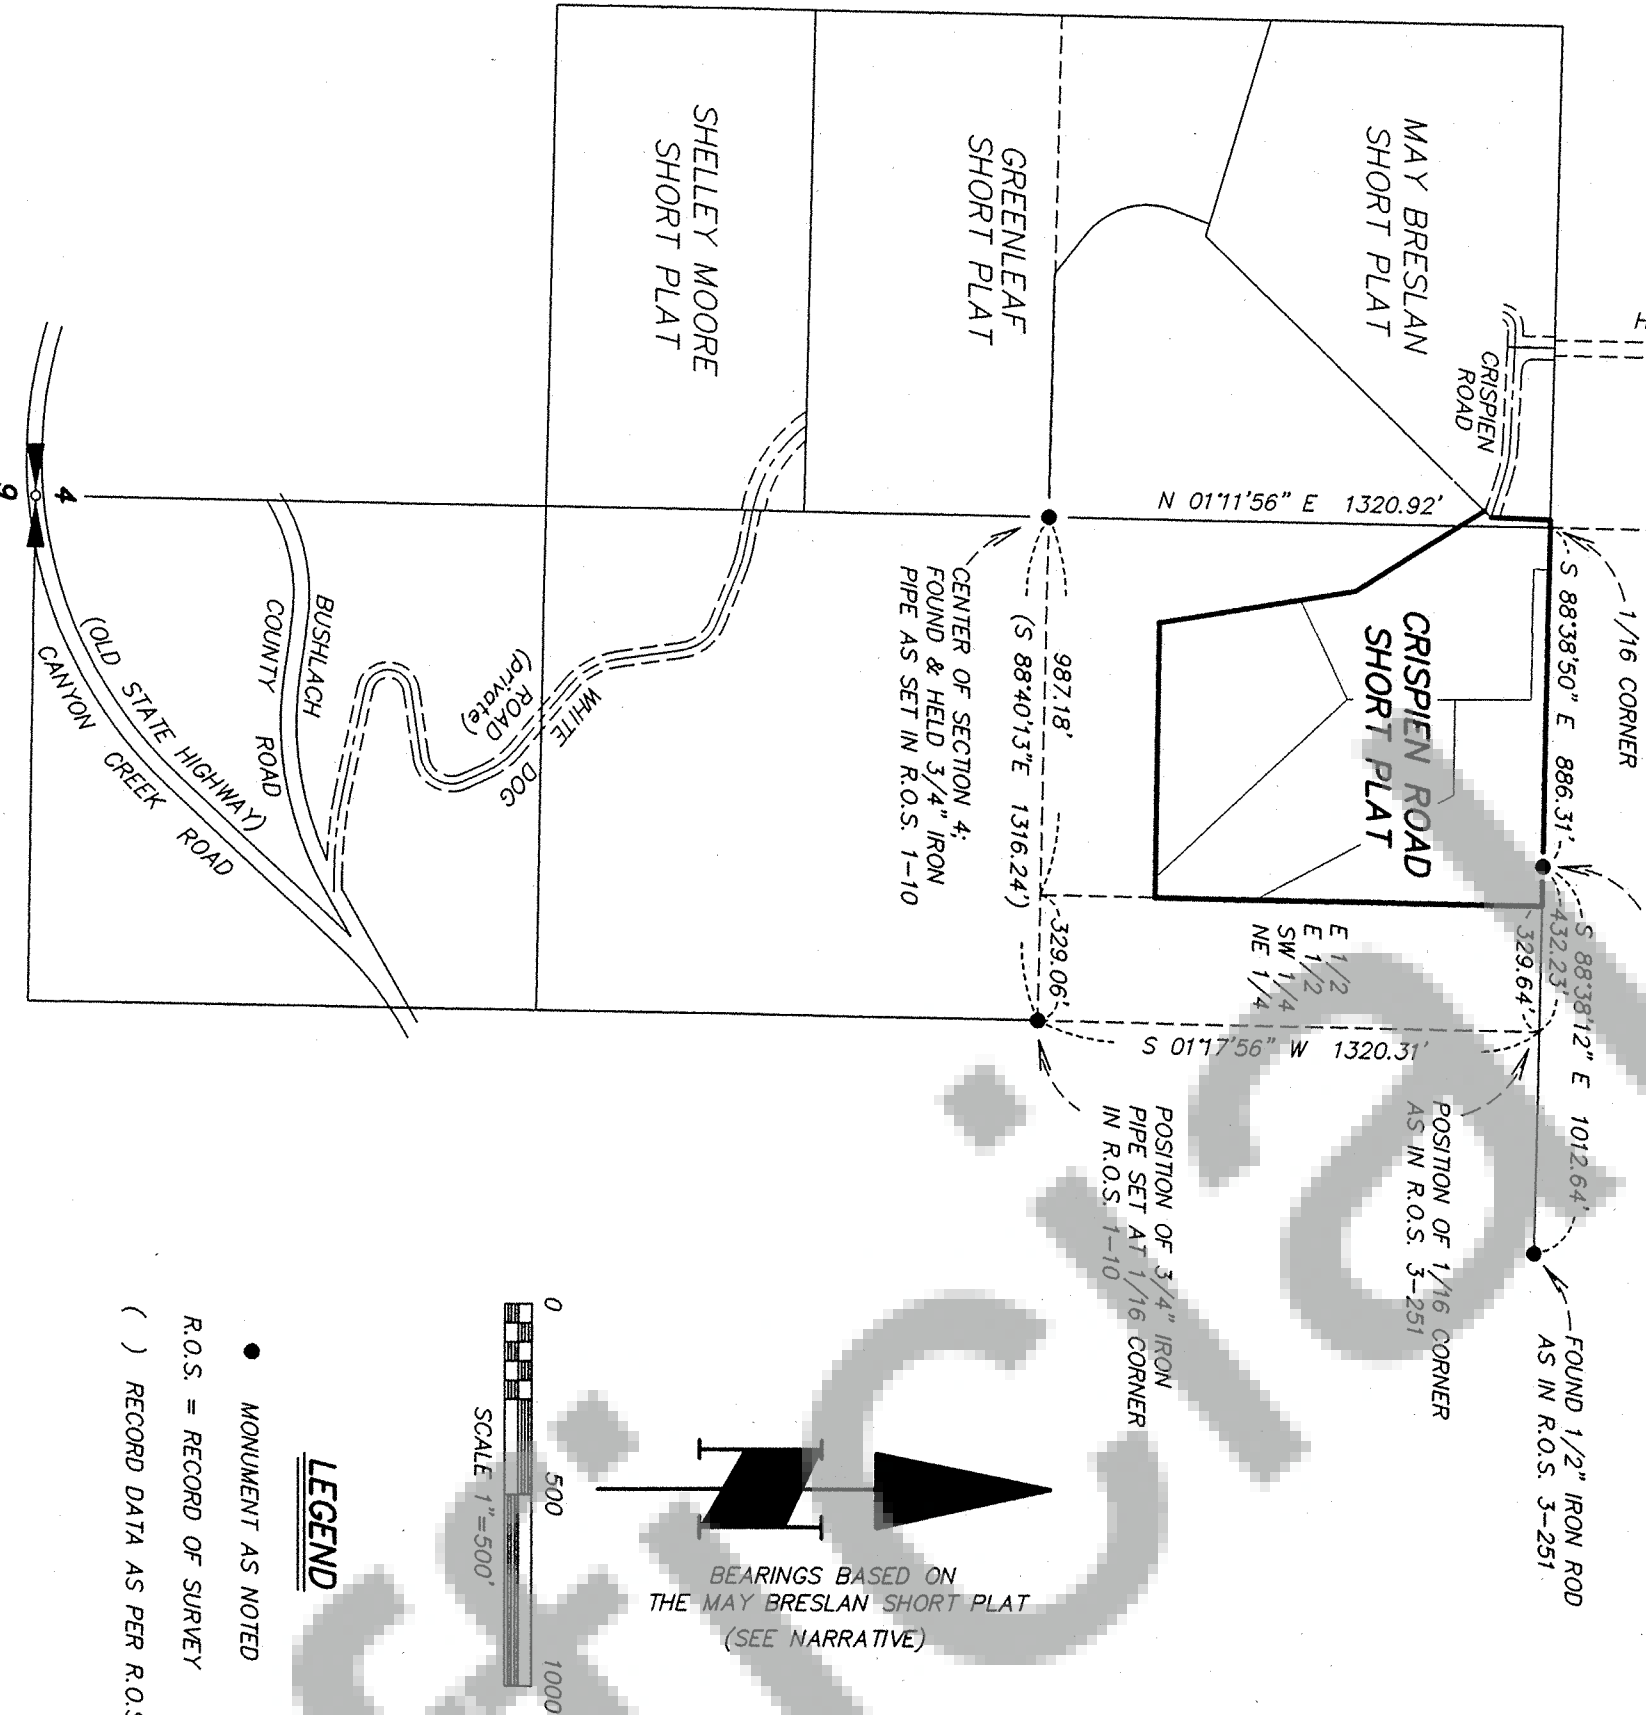 MAY BRESLAN
SHORT PLAT
GREENLEAF
SHORT PLAT
SHELLEY MOORE
SHORT PLAT
CRISPIEN
ROAD
H
N 01°11'56" E 1320.92'
1/16 CORNER
S 88°38'50" E 886.31'
CRISPIEN ROAD
SHORT PLAT
987.18'
(S 88°40'13"E 1316.24')
CENTER OF SECTION 4;
FOUND & HELD 3/4" IRON
PIPE AS SET IN R.O.S. 1-10
S 88°38'12" E 1012.64'
432.23'
329.64'
E 1/2
E 1/2
SW 1/4
NE 1/4
329.06'
S 01°17'56" W 1320.31'
POSITION OF 1/16 CORNER
AS IN R.O.S. 3-251
POSITION OF 3/4" IRON
PIPE SET AT 1/16 CORNER
IN R.O.S. 1-10
FOUND 1/2" IRON ROD
AS IN R.O.S. 3-251
WHITE DOG
ROAD
(private)
BUSHLACH
COUNTY ROAD
(OLD STATE HIGHWAY)
CANYON CREEK ROAD
4
9
BEARINGS BASED ON
THE MAY BRESLAN SHORT PLAT
(SEE NARRATIVE)
0 500 1000
SCALE 1"=500'
LEGEND
● MONUMENT AS NOTED
R.O.S. = RECORD OF SURVEY
( ) RECORD DATA AS PER R.O.S.